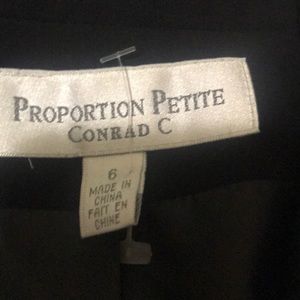 PROPORTION PETITE
CONRAD C
6
MADE IN
CHINA
FAIT EN
CHINE